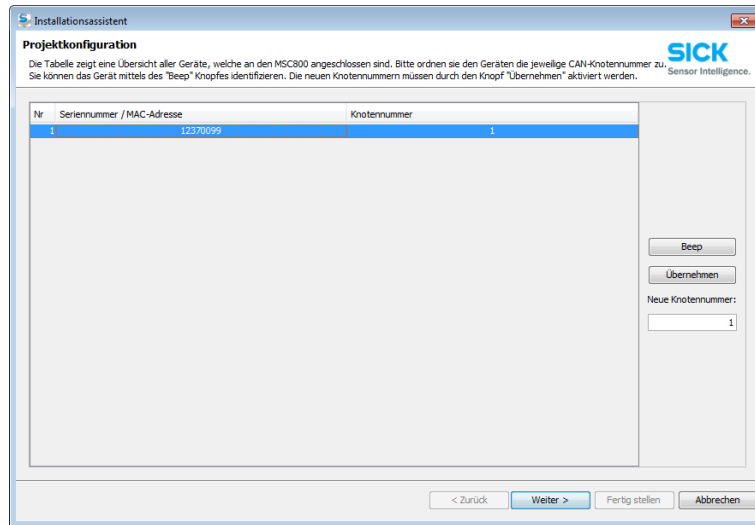 Installationsassistent
Projektkonfiguration
Die Tabelle zeigt eine Übersicht aller Geräte, welche an den MSC800 angeschlossen sind. Bitte ordnen sie den Geräten die jeweilige CAN-Knotennummer zu.
Sie können das Gerät mittels des "Beep" Knopfes identifizieren. Die neuen Knotennummern müssen durch den Knopf "Übernehmen" aktiviert werden.
SICK
Sensor Intelligence.
Nr Seriennummer / MAC-Adresse Knotennummer
1 12370099 1
Beep
Übernehmen
Neue Knotennummer:
1
< Zurück Weiter > Fertig stellen Abbrechen